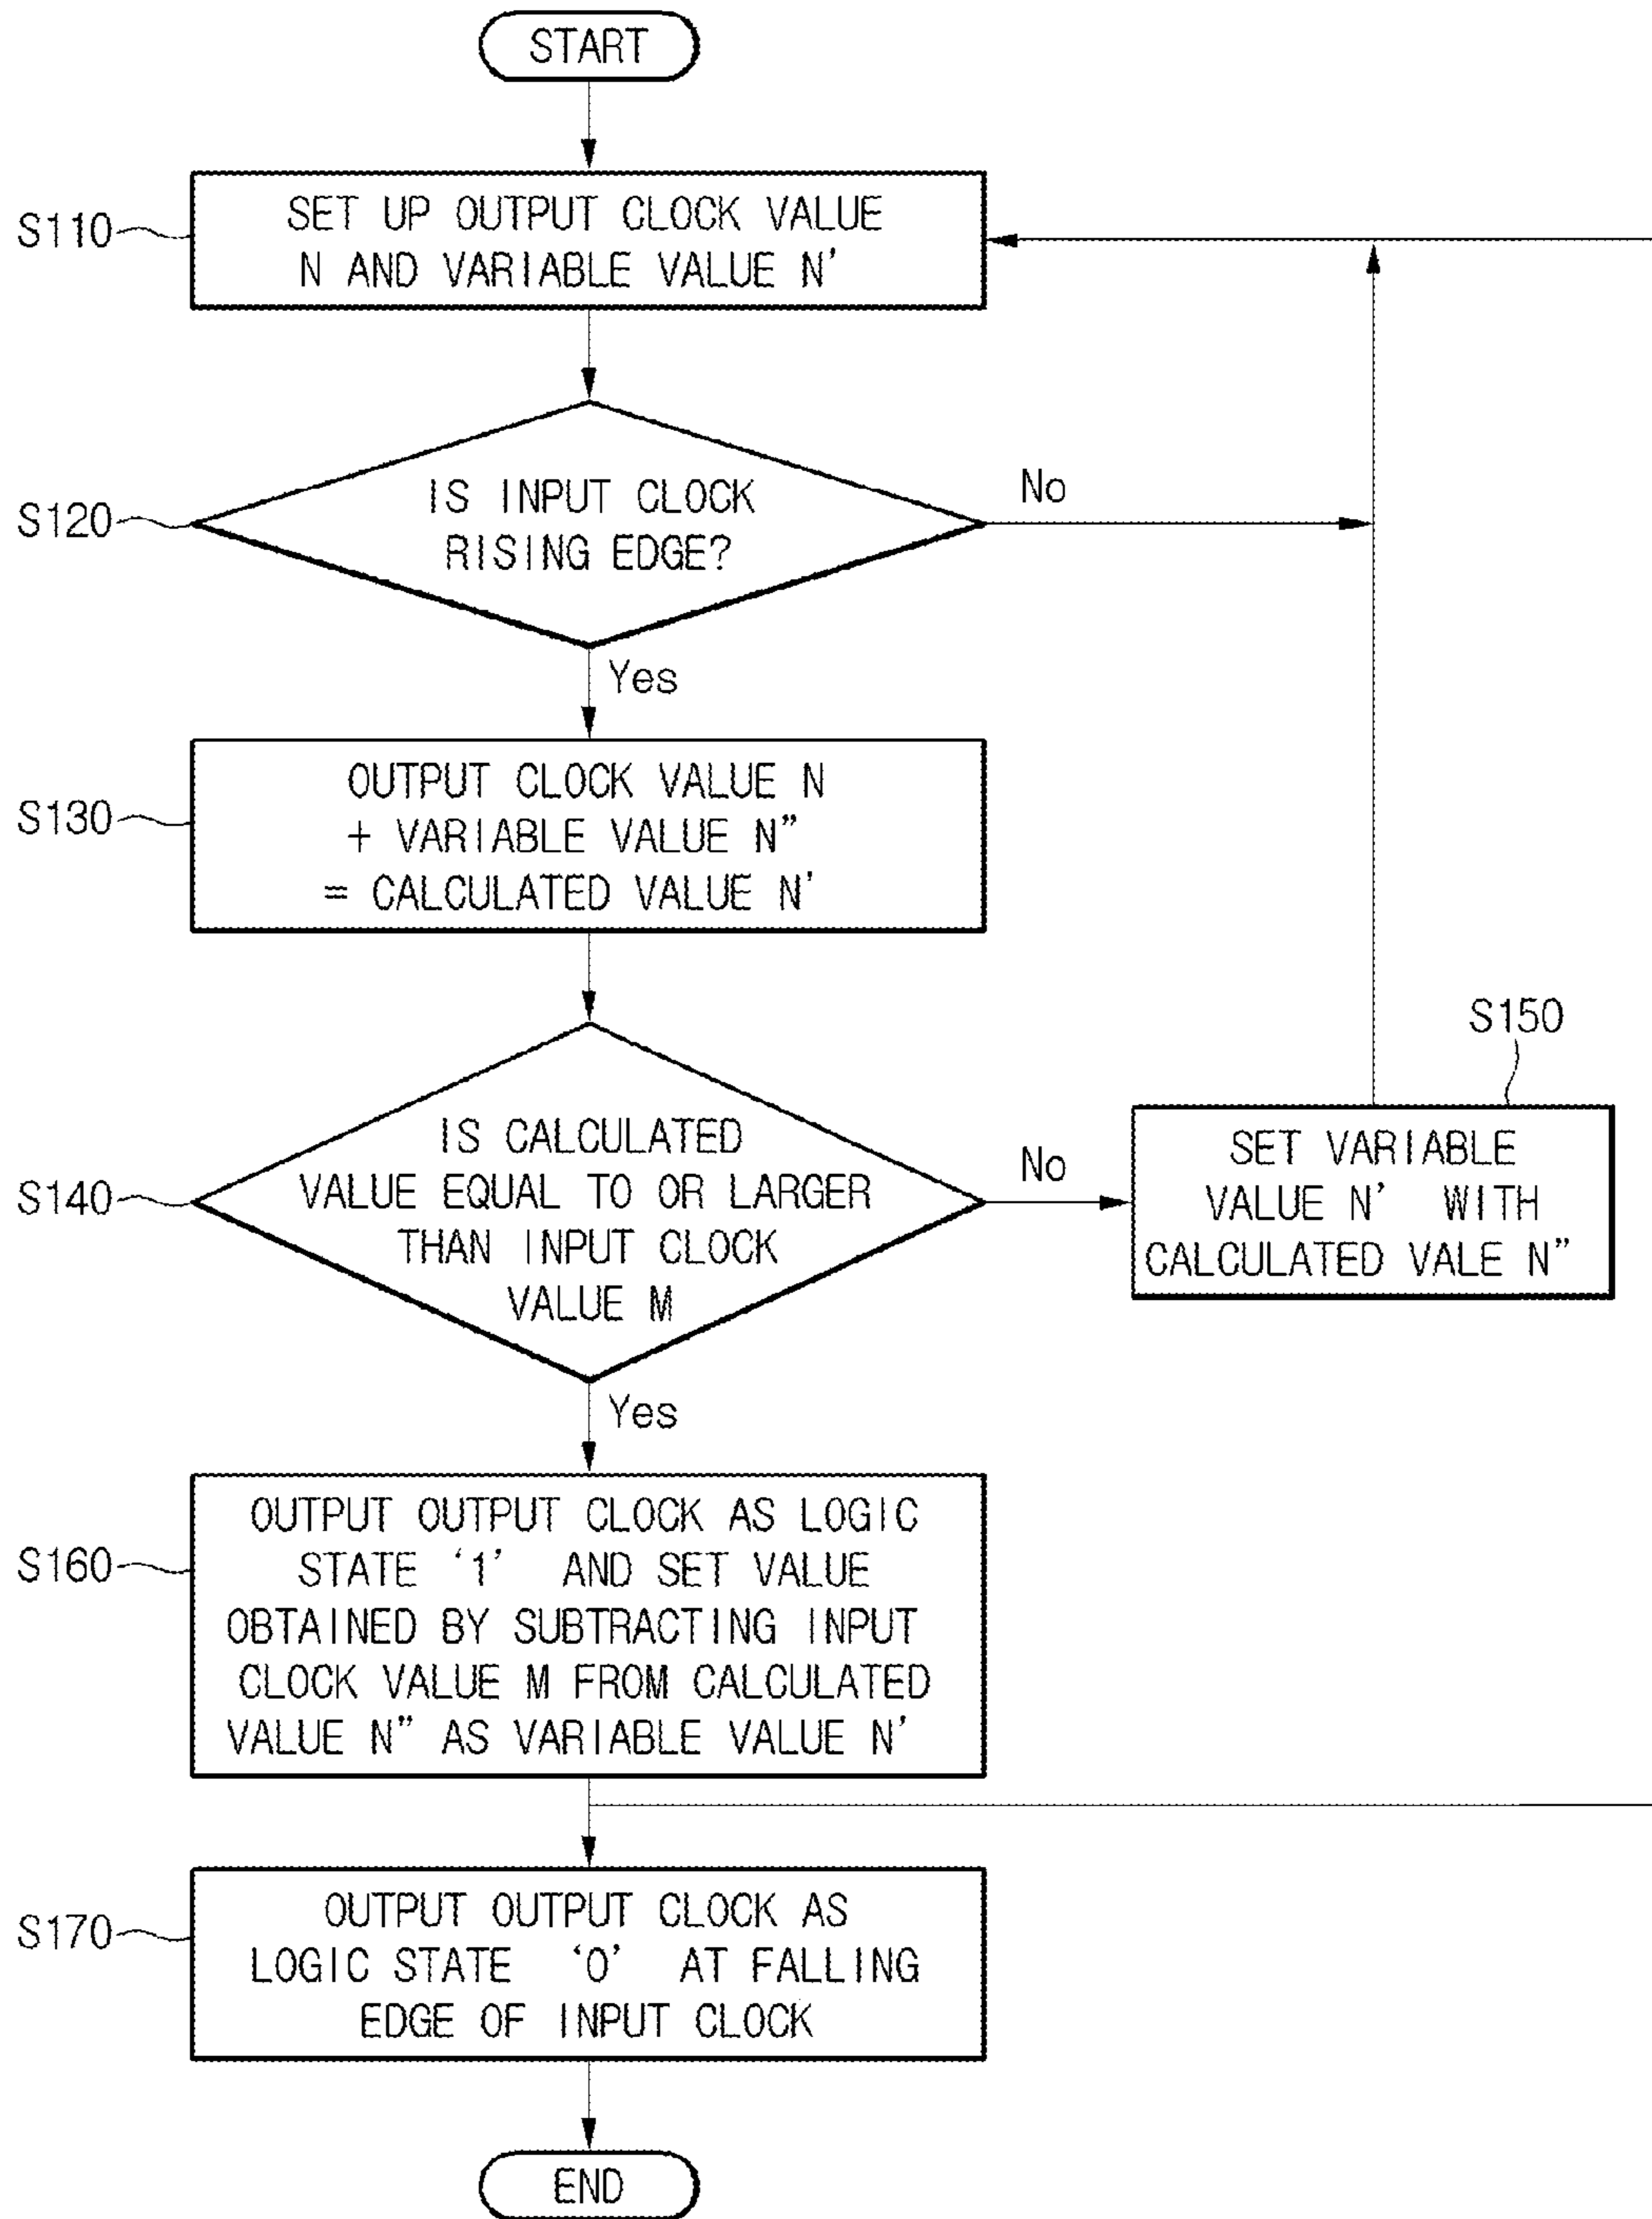 START
S110
SET UP OUTPUT CLOCK VALUE
N AND VARIABLE VALUE N'
S120
IS INPUT CLOCK
RISING EDGE?
No
Yes
S130
OUTPUT CLOCK VALUE N
+ VARIABLE VALUE N"
= CALCULATED VALUE N'
S140
IS CALCULATED
VALUE EQUAL TO OR LARGER
THAN INPUT CLOCK
VALUE M
No
S150
SET VARIABLE
VALUE N' WITH
CALCULATED VALE N"
Yes
S160
OUTPUT OUTPUT CLOCK AS LOGIC
STATE '1' AND SET VALUE
OBTAINED BY SUBTRACTING INPUT
CLOCK VALUE M FROM CALCULATED
VALUE N" AS VARIABLE VALUE N'
S170
OUTPUT OUTPUT CLOCK AS
LOGIC STATE '0' AT FALLING
EDGE OF INPUT CLOCK
END